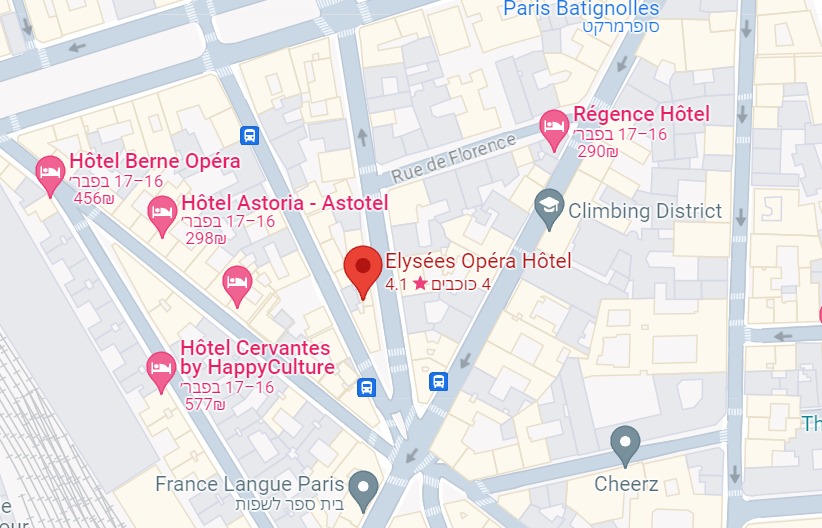 Paris Batignolles
סופרמרקט
Régence Hôtel
16–17 בפבר׳
290₪
Rue de Florence
Hôtel Berne Opéra
16–17 בפבר׳
456₪
Hôtel Astoria - Astotel
16–17 בפבר׳
298₪
Climbing District
Elysées Opéra Hôtel
4.1 ★ 4 כוכבים
Hôtel Cervantes
by HappyCulture
16–17 בפבר׳
577₪
Th
France Langue Paris
בית ספר לשפות
Cheerz
e
our